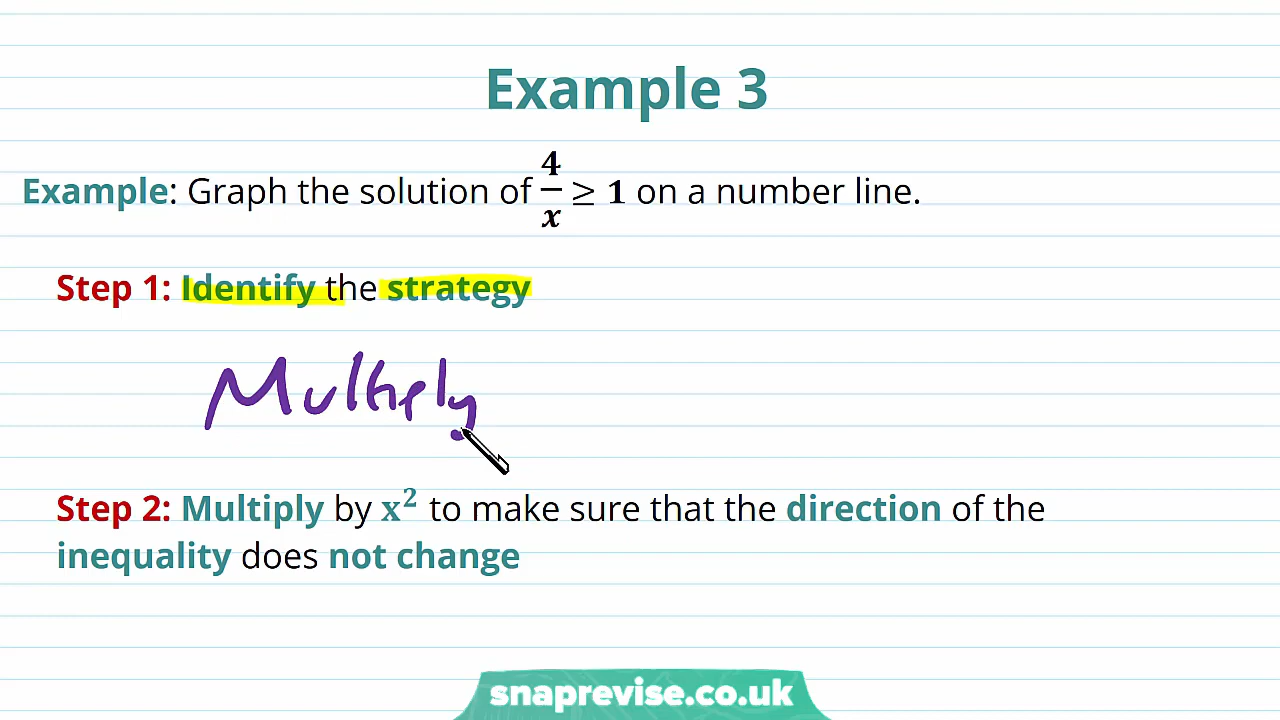 Example 3
Example: Graph the solution of 4/x ≥ 1 on a number line.
Step 1: Identify the strategy
Multiply
Step 2: Multiply by x² to make sure that the direction of the
inequality does not change
snaprevise.co.uk